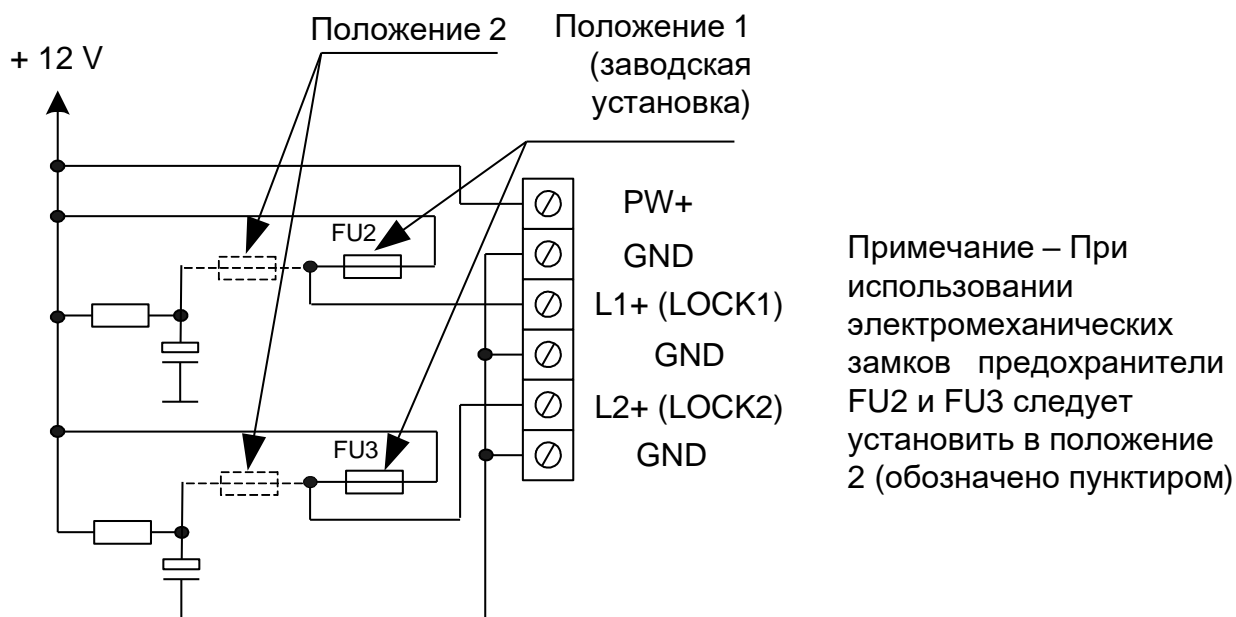 Положение 2
Положение 1
(заводская
установка)
+ 12 V
PW+
FU2
GND
L1+ (LOCK1)
GND
L2+ (LOCK2)
FU3
GND
Примечание – При
использовании
электромеханических
замков предохранители
FU2 и FU3 следует
установить в положение
2 (обозначено пунктиром)